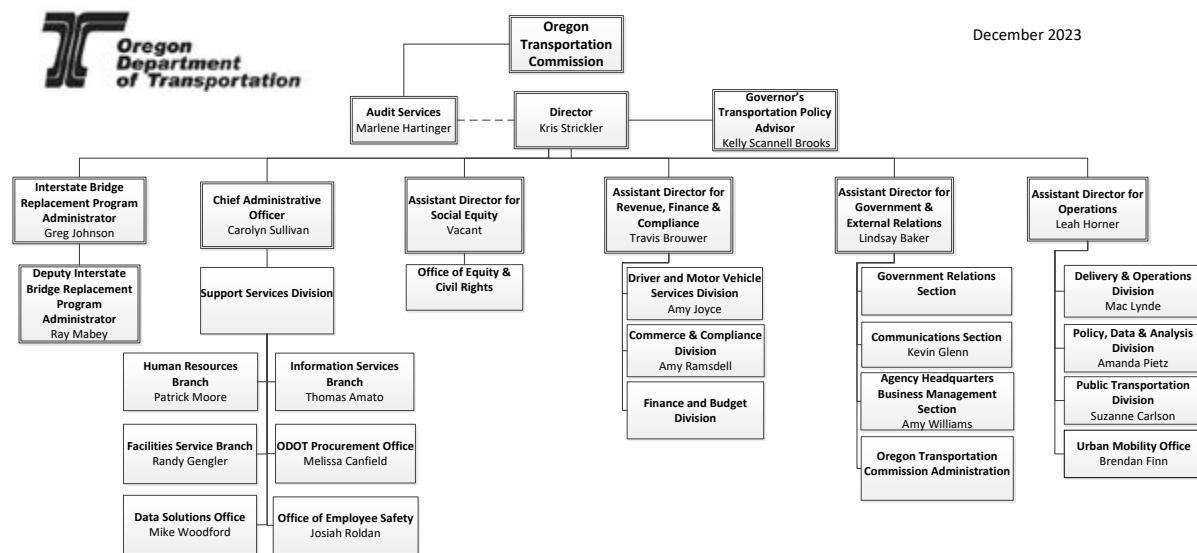 Oregon
Department
of Transportation
Oregon
Transportation
Commission
December 2023
Audit Services
Marlene Hartinger
Director
Kris Strickler
Governor's
Transportation Policy
Advisor
Kelly Scannell Brooks
Interstate Bridge
Replacement Program
Administrator
Greg Johnson
Chief Administrative
Officer
Carolyn Sullivan
Assistant Director for
Social Equity
Vacant
Assistant Director for
Revenue, Finance &
Compliance
Travis Brouwer
Assistant Director for
Government &
External Relations
Lindsay Baker
Assistant Director for
Operations
Leah Horner
Deputy Interstate
Bridge Replacement
Program
Administrator
Ray Mabey
Support Services Division
Office of Equity &
Civil Rights
Driver and Motor Vehicle
Services Division
Amy Joyce
Government Relations
Section
Delivery & Operations
Division
Mac Lynde
Commerce & Compliance
Division
Amy Ramsdell
Communications Section
Kevin Glenn
Policy, Data & Analysis
Division
Amanda Pietz
Human Resources
Branch
Patrick Moore
Information Services
Branch
Thomas Amato
Finance and Budget
Division
Agency Headquarters
Business Management
Section
Amy Williams
Public Transportation
Division
Suzanne Carlson
Facilities Service Branch
Randy Gengler
ODOT Procurement Office
Melissa Canfield
Oregon Transportation
Commission Administration
Urban Mobility Office
Brendan Finn
Data Solutions Office
Mike Woodford
Office of Employee Safety
Josiah Roldan